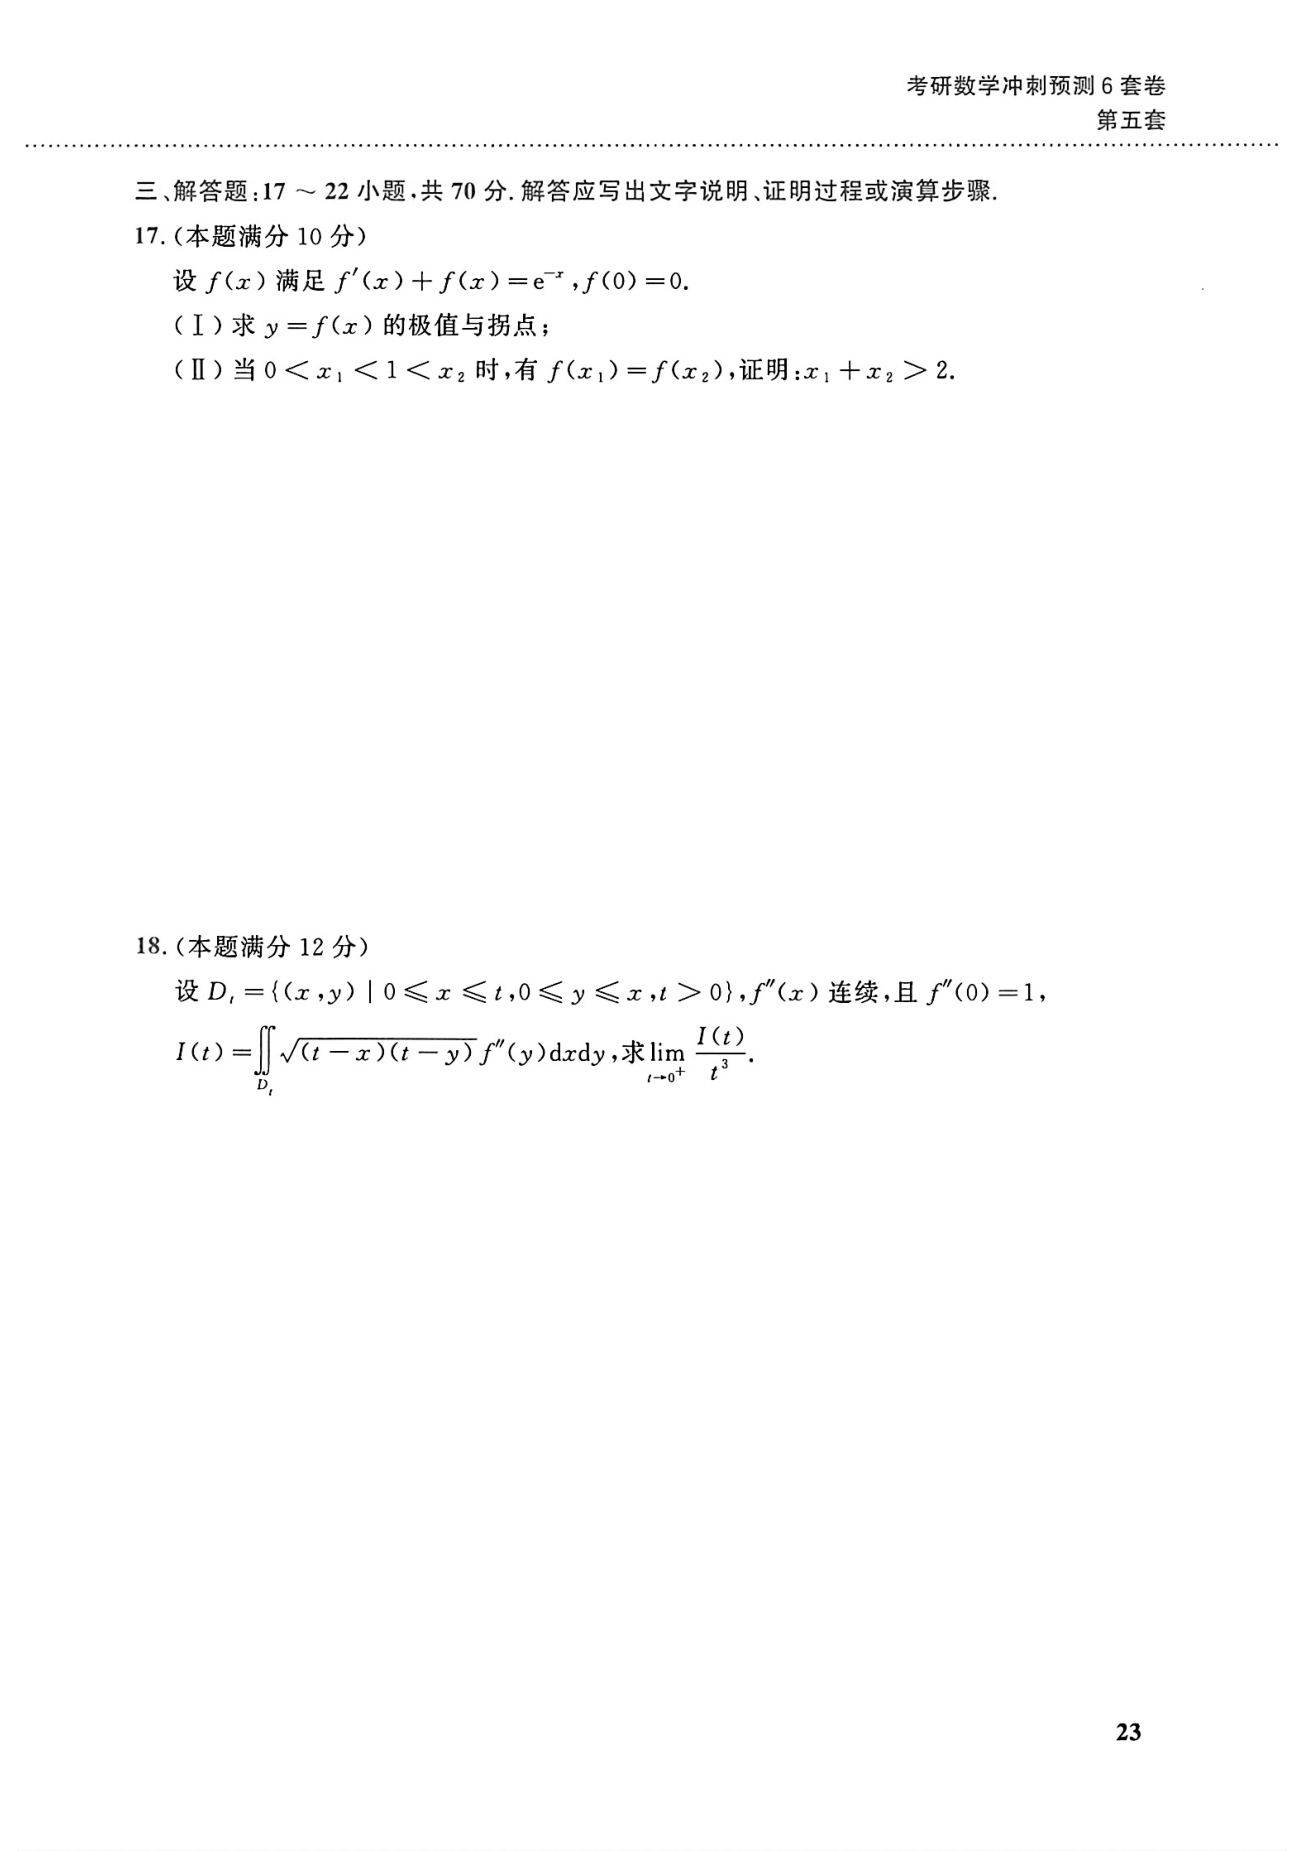 考研数学冲刺预测 6 套卷
第五套
三、解答题:17 ～ 22 小题,共 70 分. 解答应写出文字说明、证明过程或演算步骤.
17. (本题满分 10 分)
设 f(x) 满足 f′(x)+f(x)=e⁻ˣ,f(0)=0.
(Ⅰ) 求 y=f(x) 的极值与拐点;
(Ⅱ) 当 0<x₁<1<x₂ 时,有 f(x₁)=f(x₂),证明:x₁+x₂>2.
18. (本题满分 12 分)
设 Dₜ={(x,y)|0⩽x⩽t,0⩽y⩽x,t>0},f″(x) 连续,且 f″(0)=1,
I(t)=∬_{Dₜ} √((t−x)(t−y)) f″(y)dxdy,求 lim_{t→0⁺} I(t)/t³.
23